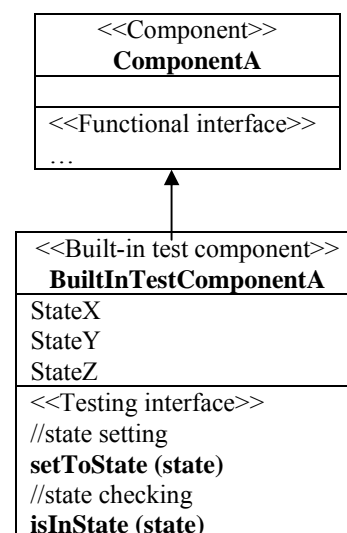 <<Component>>
ComponentA
<<Functional interface>>
…
<<Built-in test component>>
BuiltInTestComponentA
StateX
StateY
StateZ
<<Testing interface>>
//state setting
setToState (state)
//state checking
isInState (state)